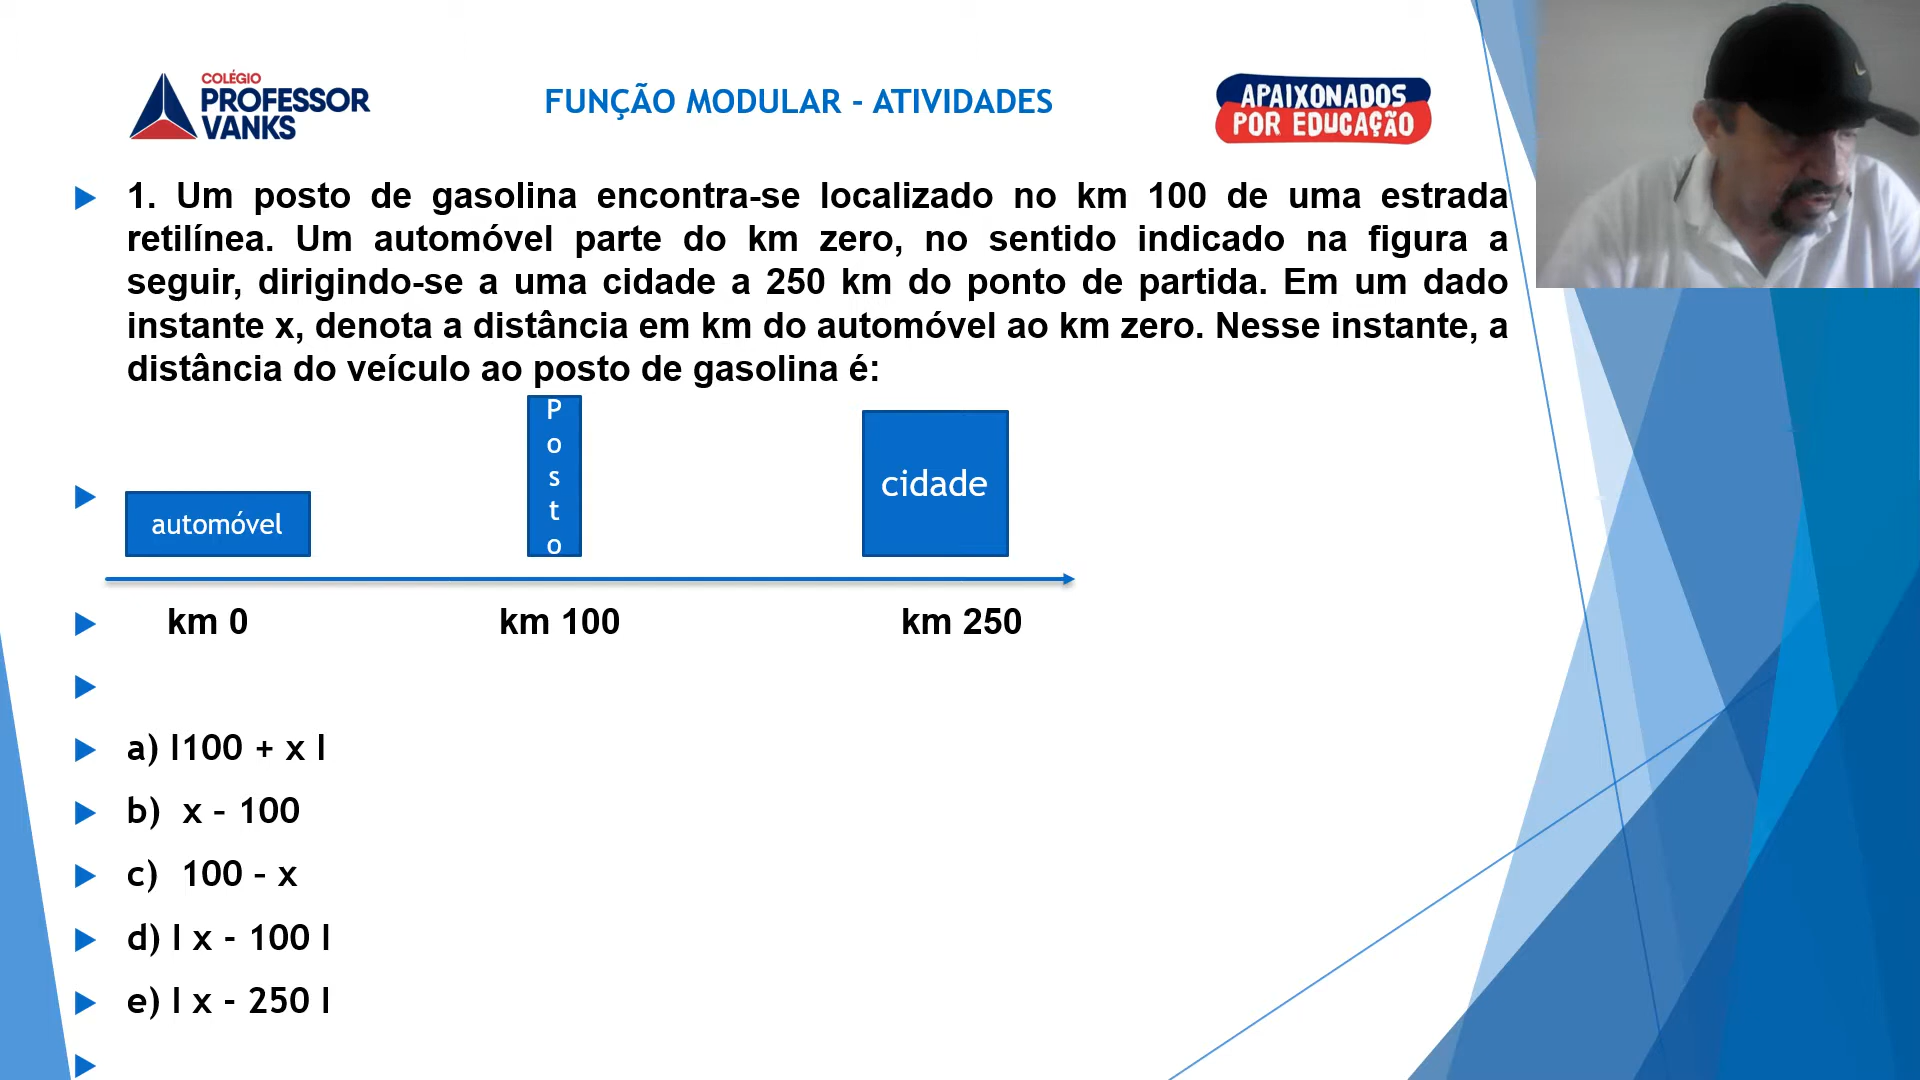 COLÉGIO
PROFESSOR
VANKS
FUNÇÃO MODULAR - ATIVIDADES
APAIXONADOS
POR EDUCAÇÃO
1. Um posto de gasolina encontra-se localizado no km 100 de uma estrada
retilínea. Um automóvel parte do km zero, no sentido indicado na figura a
seguir, dirigindo-se a uma cidade a 250 km do ponto de partida. Em um dado
instante x, denota a distância em km do automóvel ao km zero. Nesse instante, a
distância do veículo ao posto de gasolina é:
automóvel
P
o
s
t
o
cidade
km 0 km 100 km 250
a) l100 + x l
b) x – 100
c) 100 – x
d) l x - 100 l
e) l x - 250 l